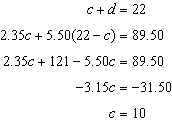 c + d = 22
2.35c + 5.50(22 − c) = 89.50
2.35c + 121 − 5.50c = 89.50
−3.15c = −31.50
c = 10